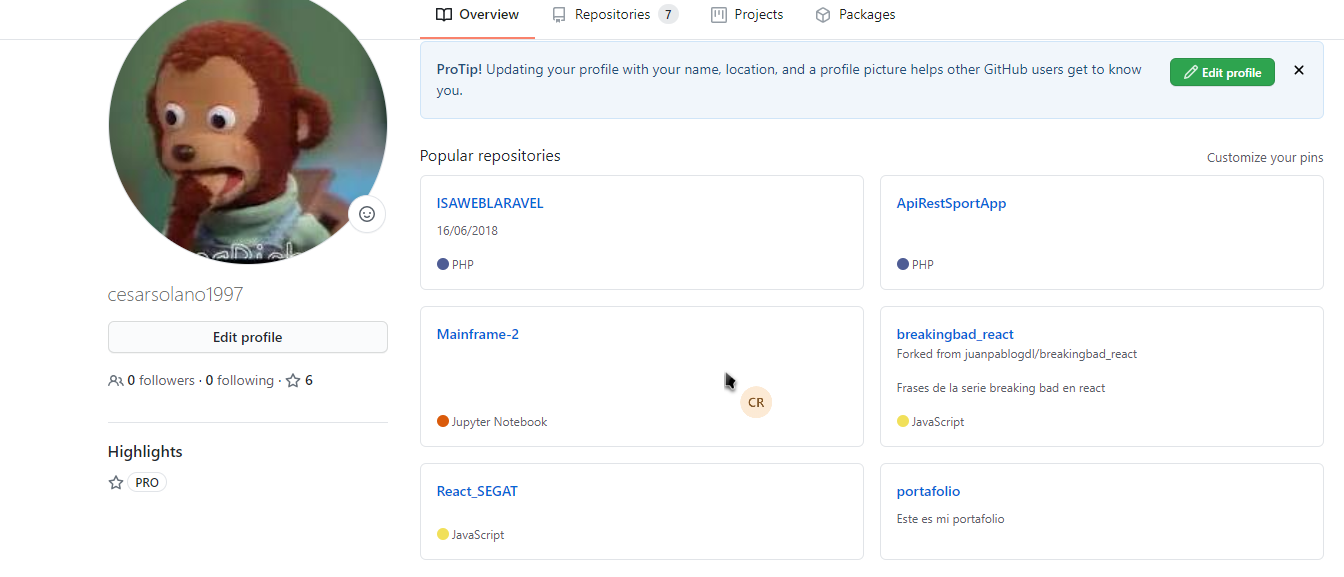 Overview Repositories 7 Projects Packages
ProTip! Updating your profile with your name, location, and a profile picture helps other GitHub users get to know
you.
Edit profile
cesarsolano1997
Edit profile
0 followers · 0 following · 6
Highlights
PRO
Popular repositories
Customize your pins
ISAWEBLARAVEL
16/06/2018
PHP
ApiRestSportApp
PHP
Mainframe-2
CR
Jupyter Notebook
breakingbad_react
Forked from juanpablogdl/breakingbad_react
Frases de la serie breaking bad en react
JavaScript
React_SEGAT
JavaScript
portafolio
Este es mi portafolio